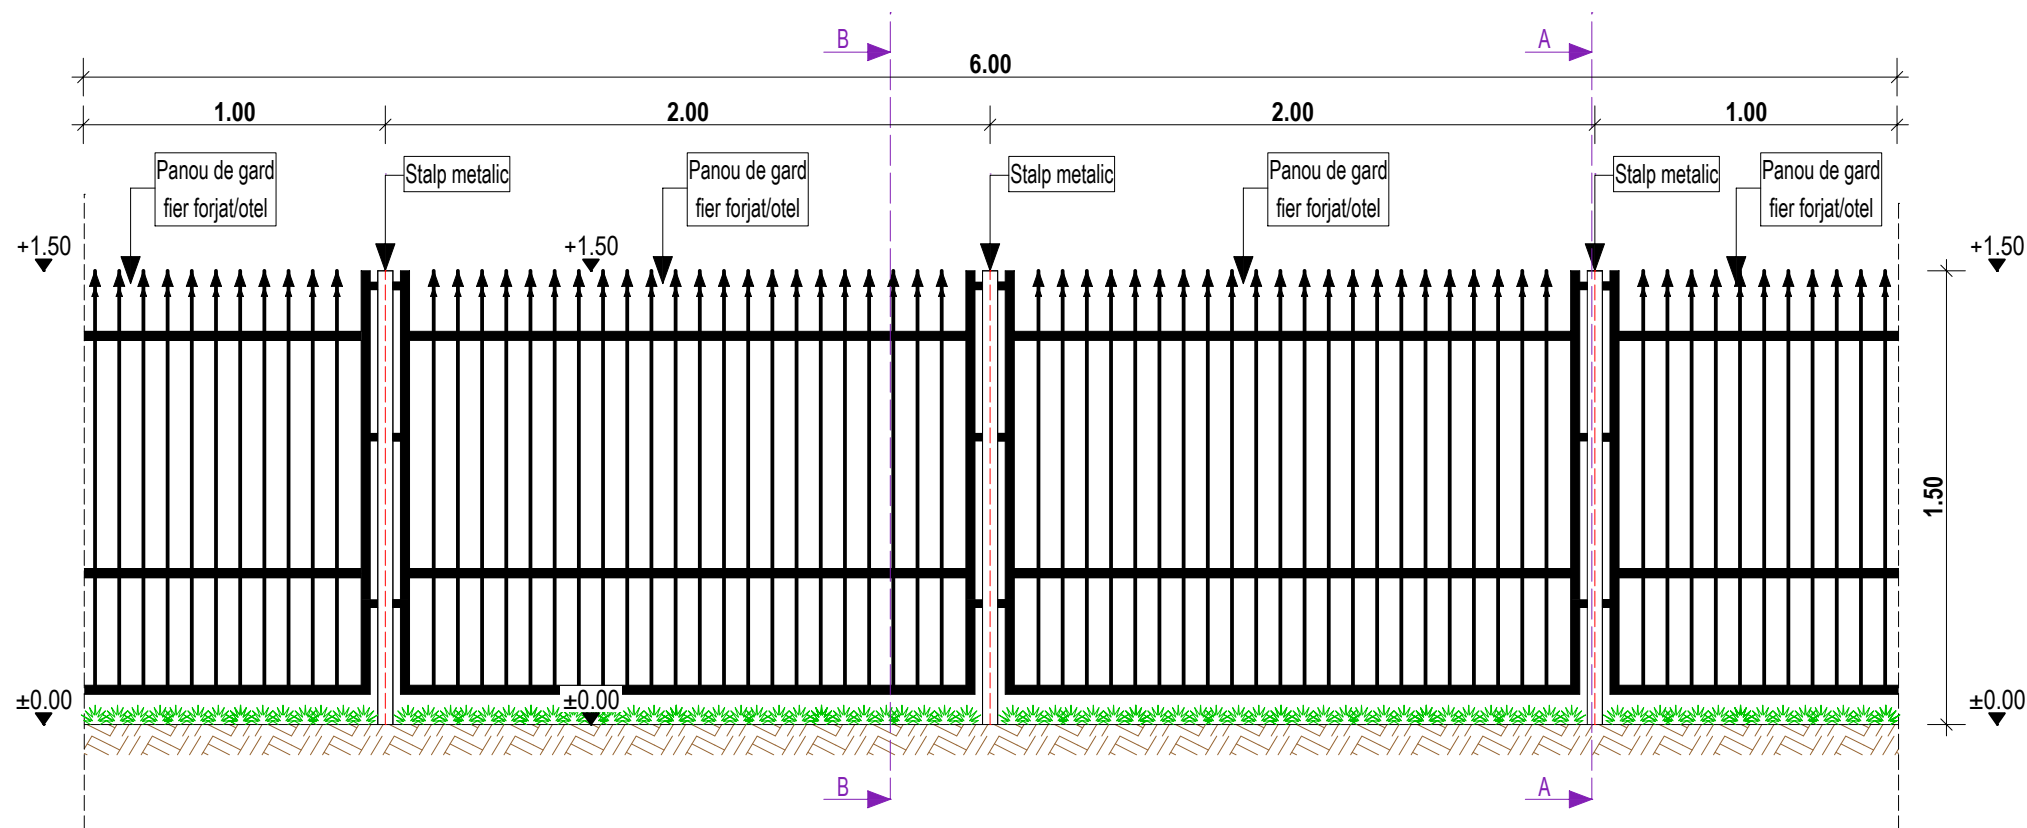 B
A
6.00
1.00
2.00
2.00
1.00
Panou de gard
fier forjat/otel
Stalp metalic
Panou de gard
fier forjat/otel
Stalp metalic
Panou de gard
fier forjat/otel
Stalp metalic
Panou de gard
fier forjat/otel
+1.50
+1.50
+1.50
1.50
±0.00
±0.00
±0.00
B
A